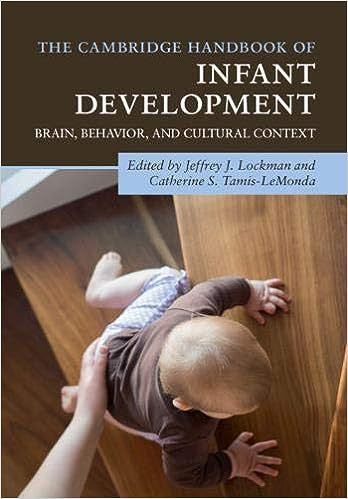 THE CAMBRIDGE HANDBOOK OF
INFANT
DEVELOPMENT
BRAIN, BEHAVIOR, AND CULTURAL CONTEXT
Edited by Jeffrey J. Lockman and
Catherine S. Tamis-LeMonda